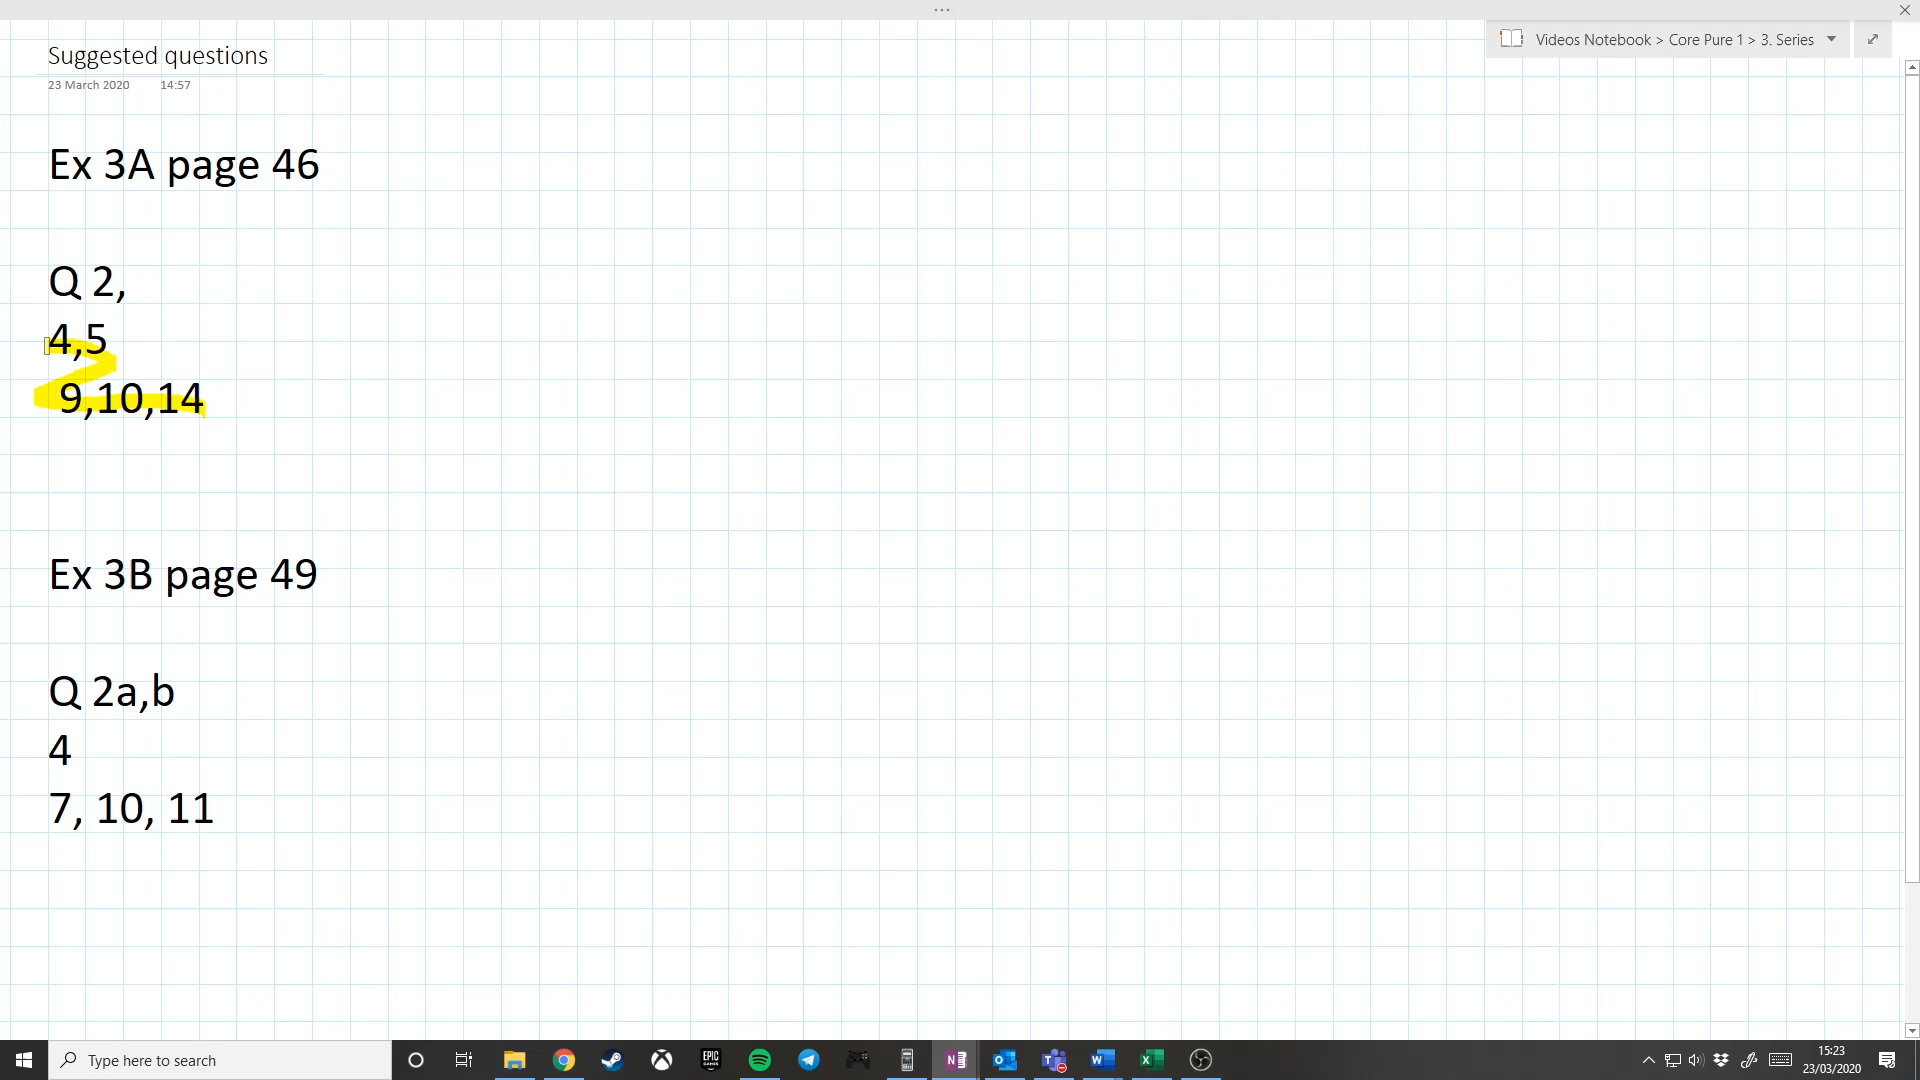 ...
Videos Notebook > Core Pure 1 > 3. Series
Suggested questions
23 March 2020 14:57
Ex 3A page 46
Q 2,
4,5
9,10,14
Ex 3B page 49
Q 2a,b
4
7, 10, 11
Type here to search
EPIC GAMES
N
O
T
W
X
15:23
23/03/2020